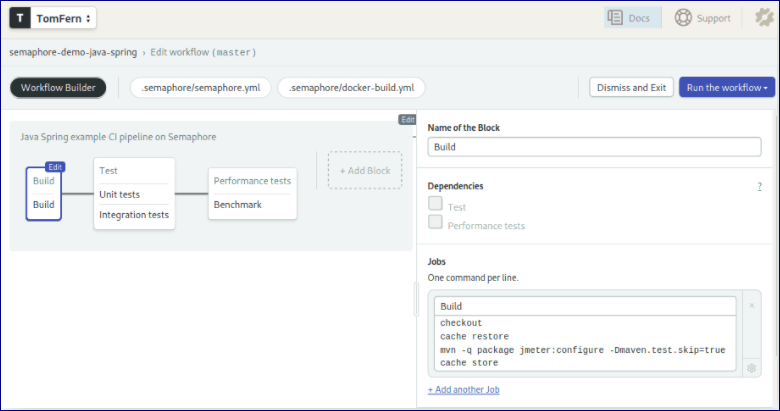 T TomFern
Docs
Support
semaphore-demo-java-spring › Edit workflow (master)
Workflow Builder
.semaphore/semaphore.yml
.semaphore/docker-build.yml
Dismiss and Exit
Run the workflow
Edit
Java Spring example CI pipeline on Semaphore
Edit
Build
Build
Test
Unit tests
Integration tests
Performance tests
Benchmark
+ Add Block
Name of the Block
Build
Dependencies
?
Test
Performance tests
Jobs
One command per line.
Build
×
checkout
cache restore
mvn -q package jmeter:configure -Dmaven.test.skip=true
cache store
+ Add another Job